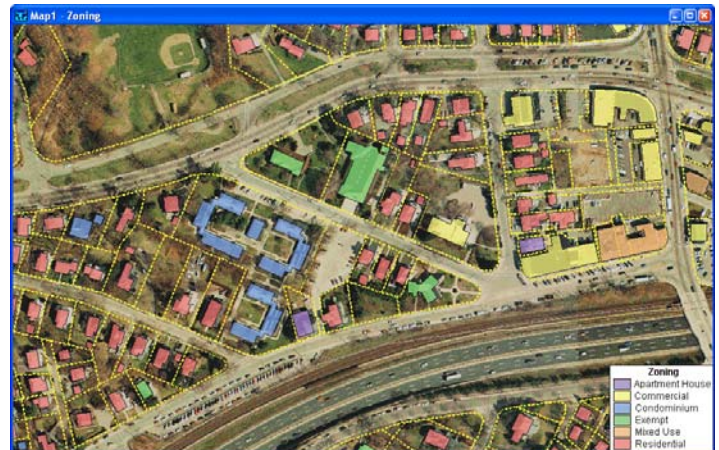 Map1 - Zoning
Zoning
Apartment House
Commercial
Condominium
Exempt
Mixed Use
Residential